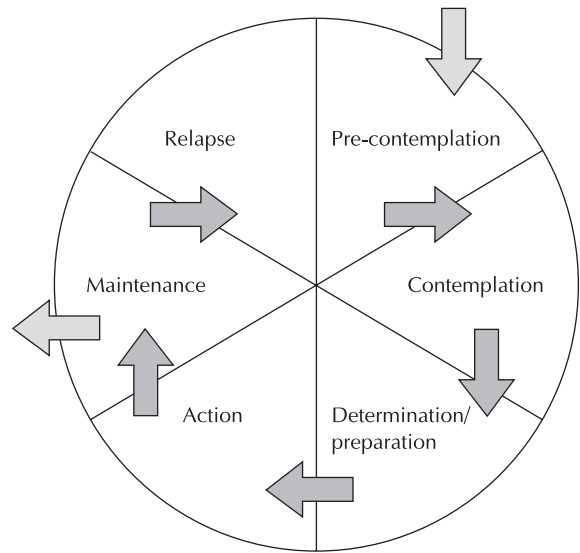 Relapse
Pre-contemplation
Maintenance
Contemplation
Action
Determination/
preparation